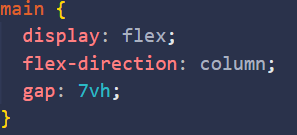 main {
  display: flex;
  flex-direction: column;
  gap: 7vh;
}